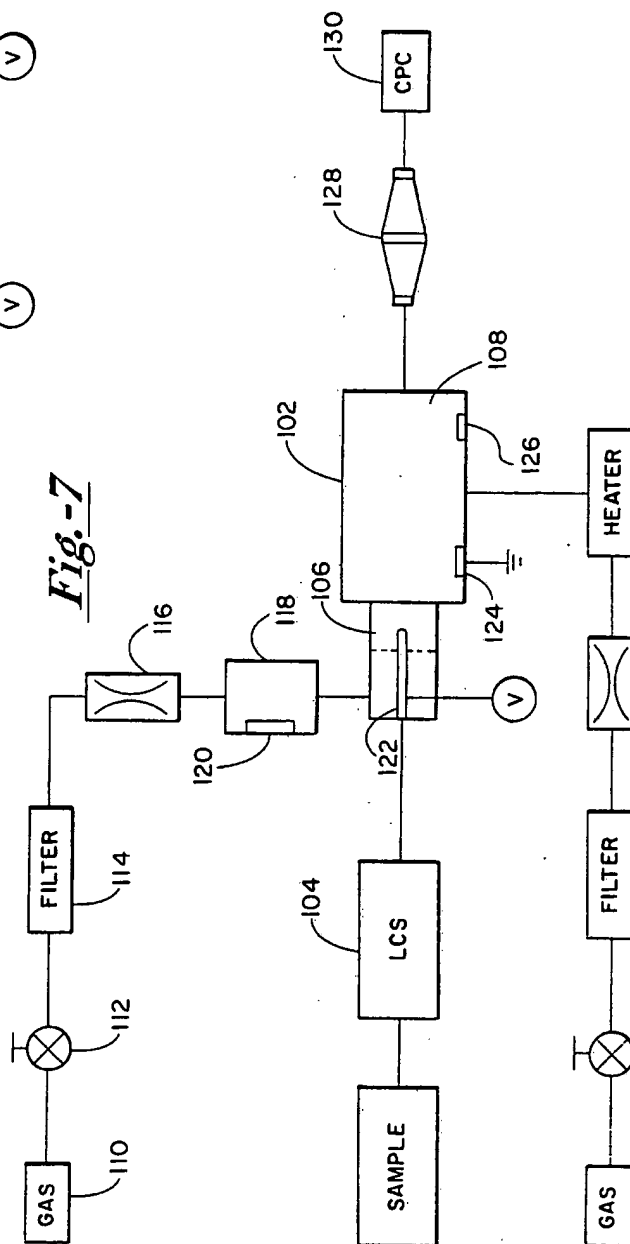 V
V
Fig.-7
GAS
110
112
FILTER
114
116
118
120
106
102
108
122
124
126
V
SAMPLE
LCS
104
128
CPC
130
GAS
FILTER
HEATER